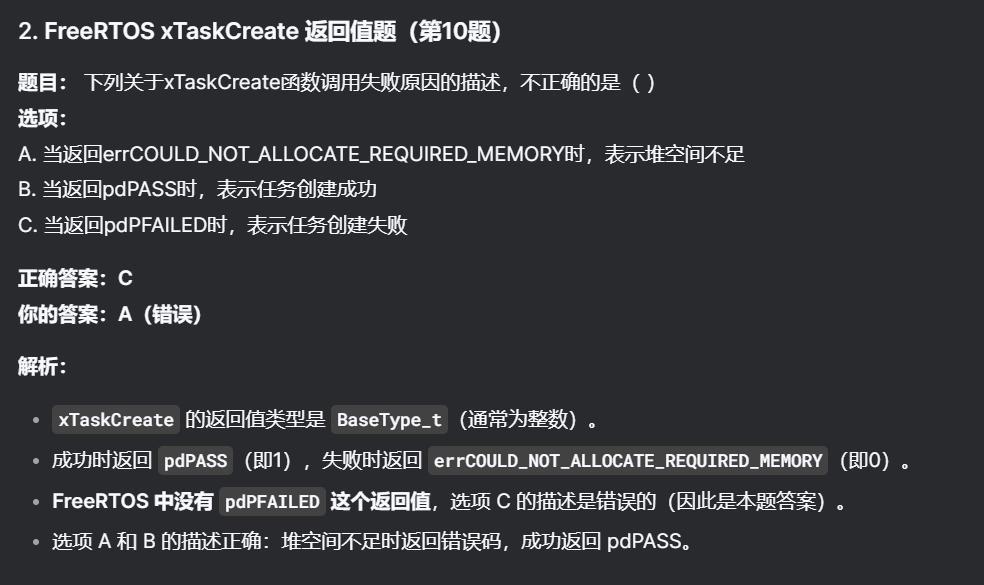 2. FreeRTOS xTaskCreate 返回值题（第10题）
题目： 下列关于xTaskCreate函数调用失败原因的描述，不正确的是（ ）
选项：
A. 当返回errCOULD_NOT_ALLOCATE_REQUIRED_MEMORY时，表示堆空间不足
B. 当返回pdPASS时，表示任务创建成功
C. 当返回pdPFAILED时，表示任务创建失败
正确答案：C
你的答案：A（错误）
解析：
• xTaskCreate 的返回值类型是 BaseType_t（通常为整数）。
• 成功时返回 pdPASS（即1），失败时返回 errCOULD_NOT_ALLOCATE_REQUIRED_MEMORY（即0）。
• FreeRTOS 中没有 pdPFAILED 这个返回值，选项 C 的描述是错误的（因此是本题答案）。
• 选项 A 和 B 的描述正确：堆空间不足时返回错误码，成功返回 pdPASS。